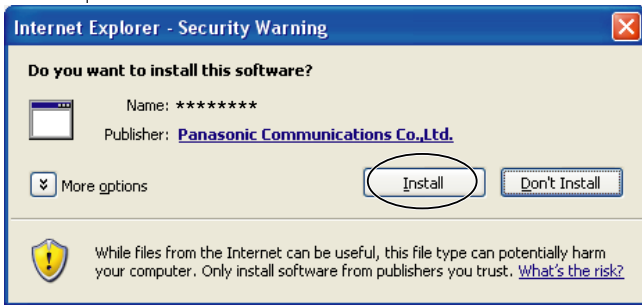 Internet Explorer - Security Warning
Do you want to install this software?
Name: ********
Publisher: Panasonic Communications Co.,Ltd.
More options
Install
Don't Install
While files from the Internet can be useful, this file type can potentially harm
your computer. Only install software from publishers you trust. What's the risk?